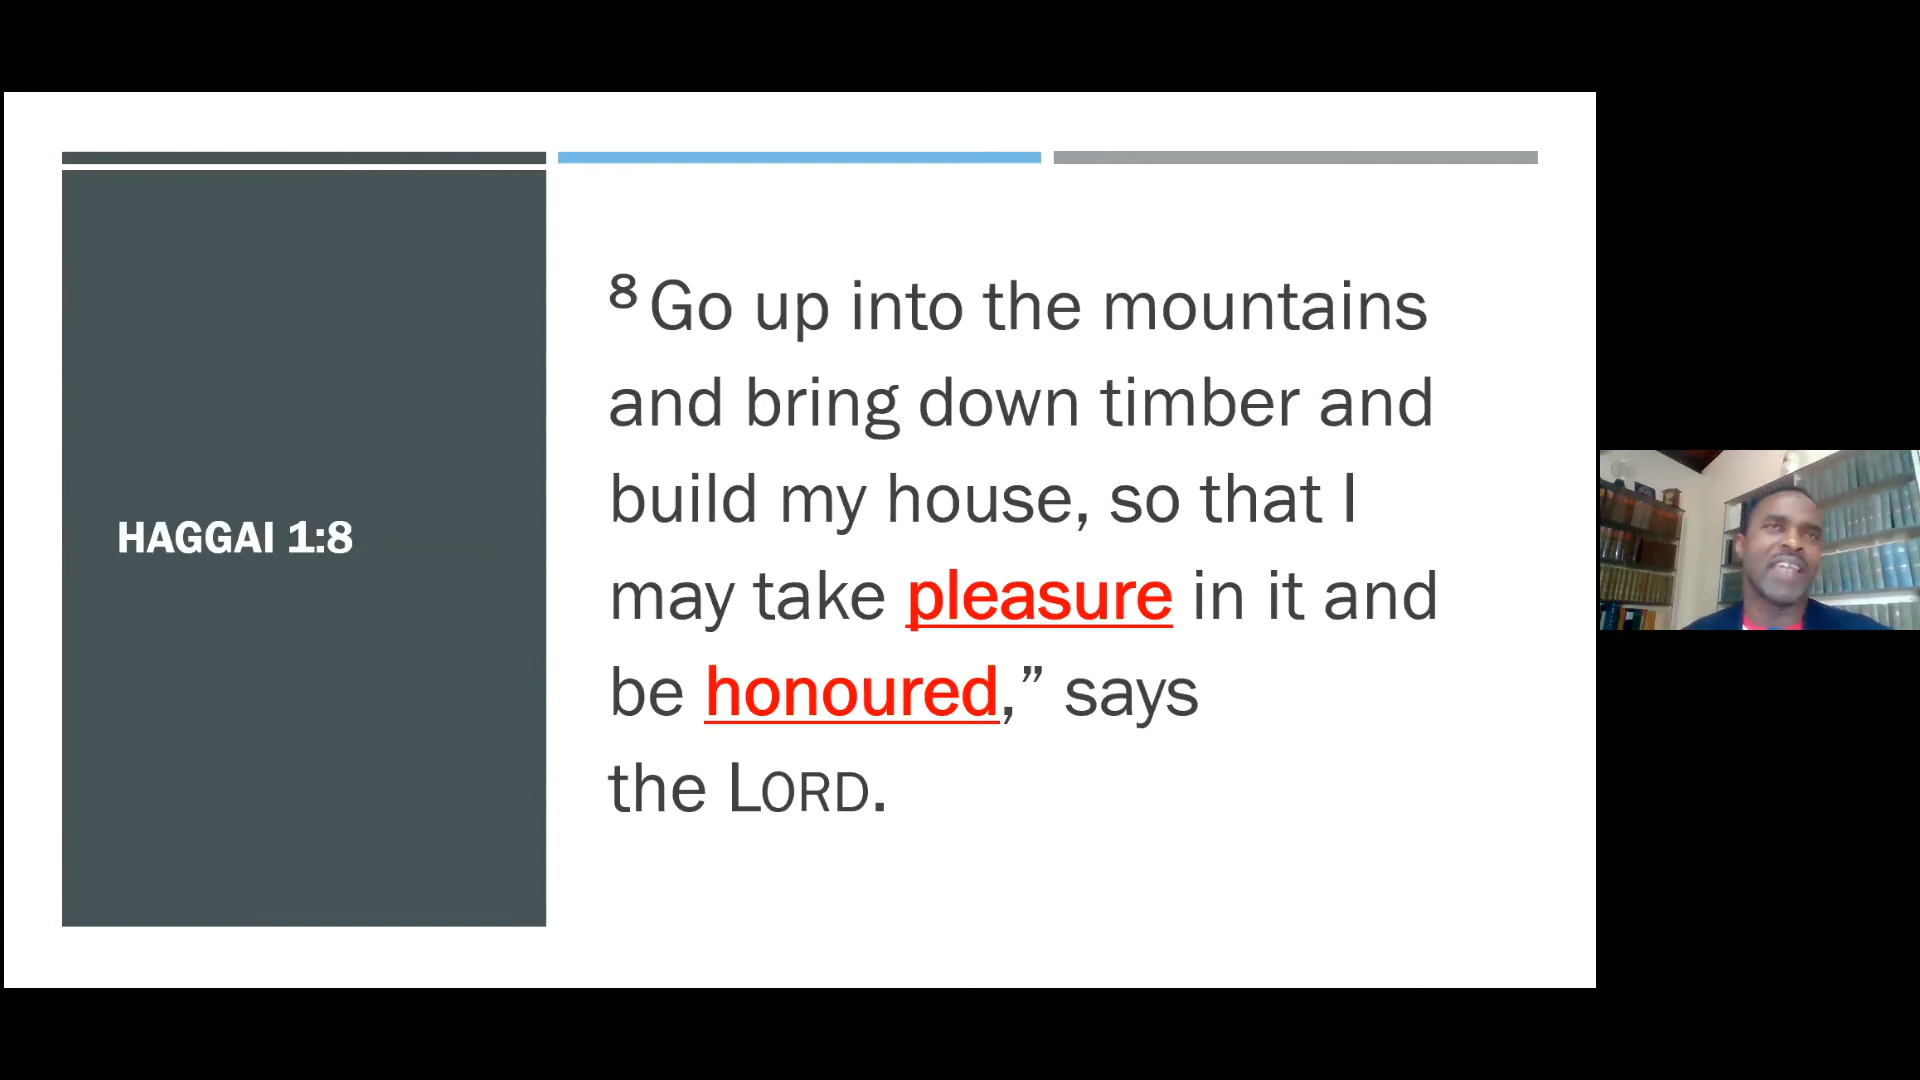 HAGGAI 1:8
8 Go up into the mountains
and bring down timber and
build my house, so that I
may take pleasure in it and
be honoured,” says
the LORD.